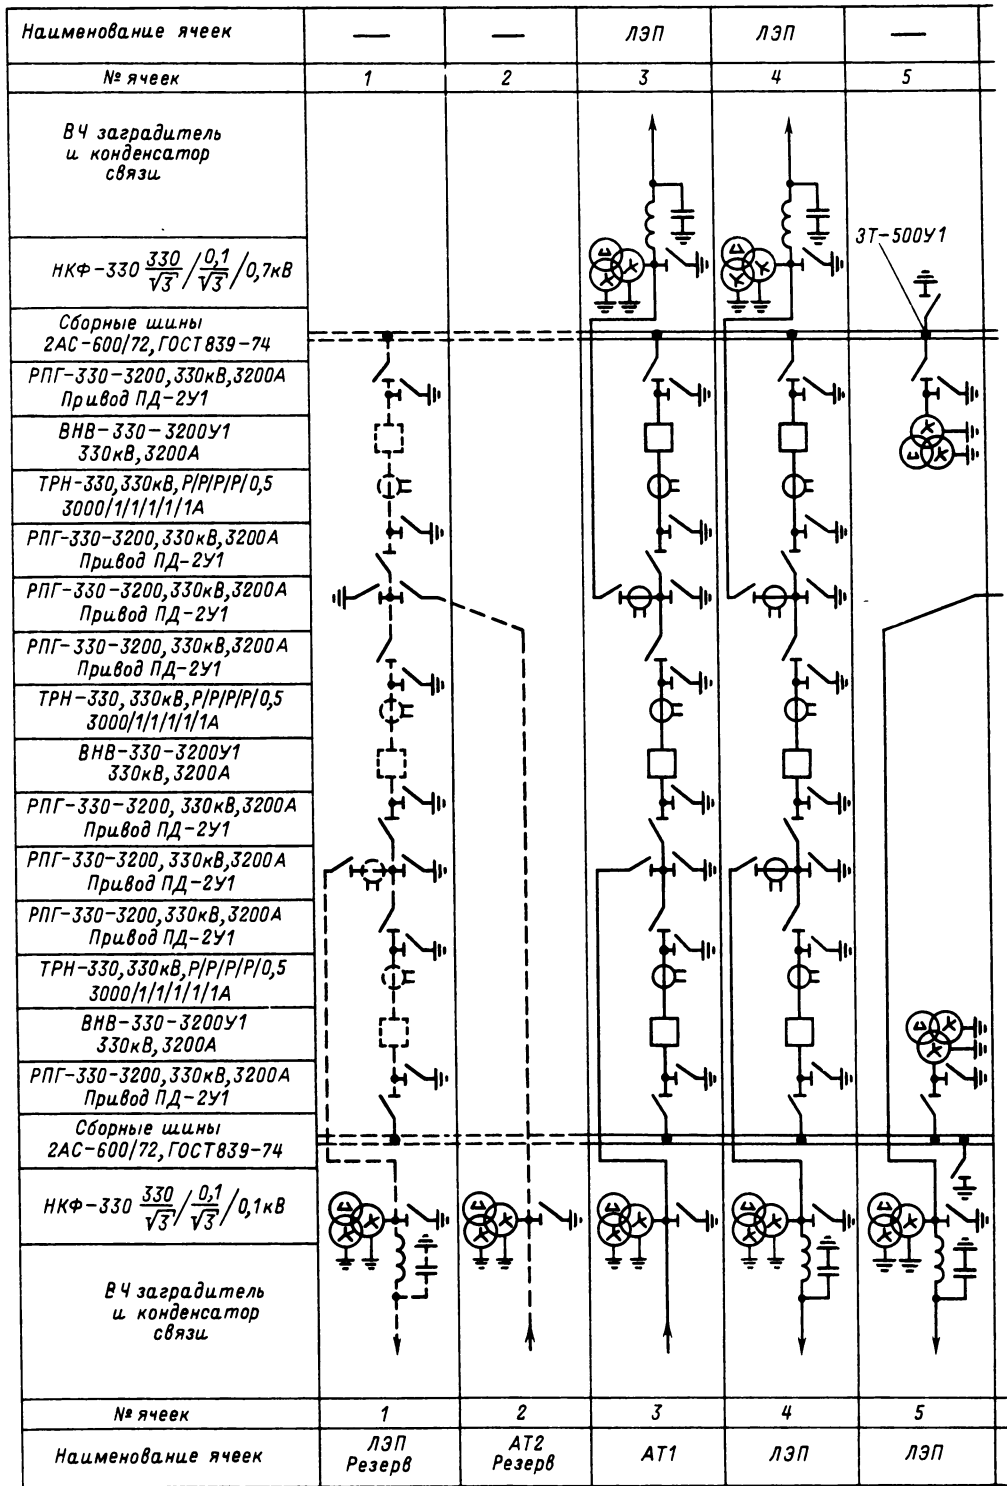 Наименование ячеек — — ЛЭП ЛЭП —
№ ячеек 1 2 3 4 5
ВЧ заградитель
и конденсатор
связи
ЗТ-500У1
НКФ-330 330/√3 / 0,1/√3 / 0,7кВ
Сборные шины
2АС-600/72, ГОСТ 839-74
РПГ-330-3200, 330кВ, 3200А
Привод ПД-2У1
ВНВ-330-3200У1
330кВ, 3200А
ТРН-330, 330кВ, Р/Р/Р/Р/0,5
3000/1/1/1/1/1А
РПГ-330-3200, 330кВ, 3200А
Привод ПД-2У1
РПГ-330-3200, 330кВ, 3200А
Привод ПД-2У1
РПГ-330-3200, 330кВ, 3200А
Привод ПД-2У1
ТРН-330, 330кВ, Р/Р/Р/Р/0,5
3000/1/1/1/1/1А
ВНВ-330-3200У1
330кВ, 3200А
РПГ-330-3200, 330кВ, 3200А
Привод ПД-2У1
РПГ-330-3200, 330кВ, 3200А
Привод ПД-2У1
РПГ-330-3200, 330кВ, 3200А
Привод ПД-2У1
ТРН-330, 330кВ, Р/Р/Р/Р/0,5
3000/1/1/1/1/1А
ВНВ-330-3200У1
330кВ, 3200А
РПГ-330-3200, 330кВ, 3200А
Привод ПД-2У1
Сборные шины
2АС-600/72, ГОСТ 839-74
НКФ-330 330/√3 / 0,1/√3 / 0,1кВ
ВЧ заградитель
и конденсатор
связи
№ ячеек 1 2 3 4 5
Наименование ячеек ЛЭП Резерв АТ2 Резерв АТ1 ЛЭП ЛЭП